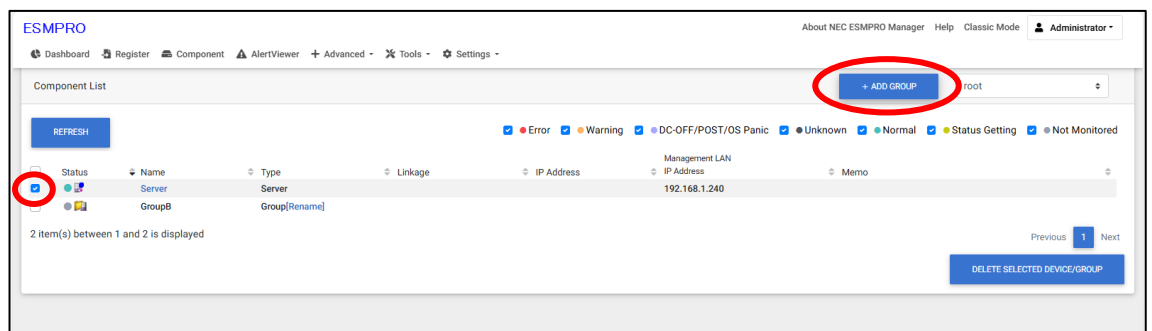 ESMPRO
About NEC ESMPRO Manager Help Classic Mode Administrator
Dashboard Register Component AlertViewer + Advanced Tools Settings
Component List
+ ADD GROUP
root
REFRESH
Error Warning DC-OFF/POST/OS Panic Unknown Normal Status Getting Not Monitored
Status Name Type Linkage IP Address Management LAN IP Address Memo
Server Server 192.168.1.240
GroupB Group[Rename]
2 item(s) between 1 and 2 is displayed
Previous 1 Next
DELETE SELECTED DEVICE/GROUP